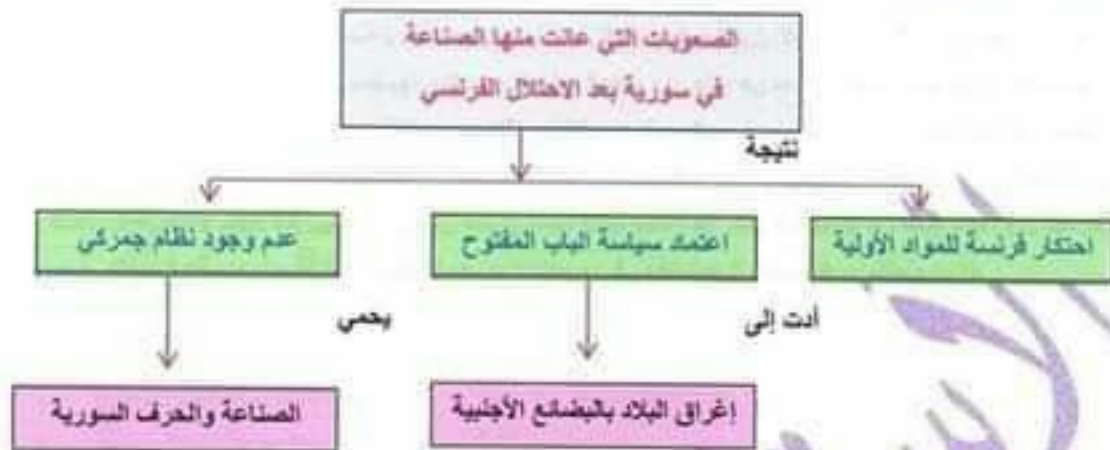 الصعوبات التي عانت منها الصناعة
في سورية بعد الاحتلال الفرنسي
نتيجة
احتكار فرنسة للمواد الأولية
اعتماد سياسة الباب المفتوح
عدم وجود نظام جمركي
أدت إلى
يحمي
إغراق البلاد بالبضائع الأجنبية
الصناعة والحرف السورية